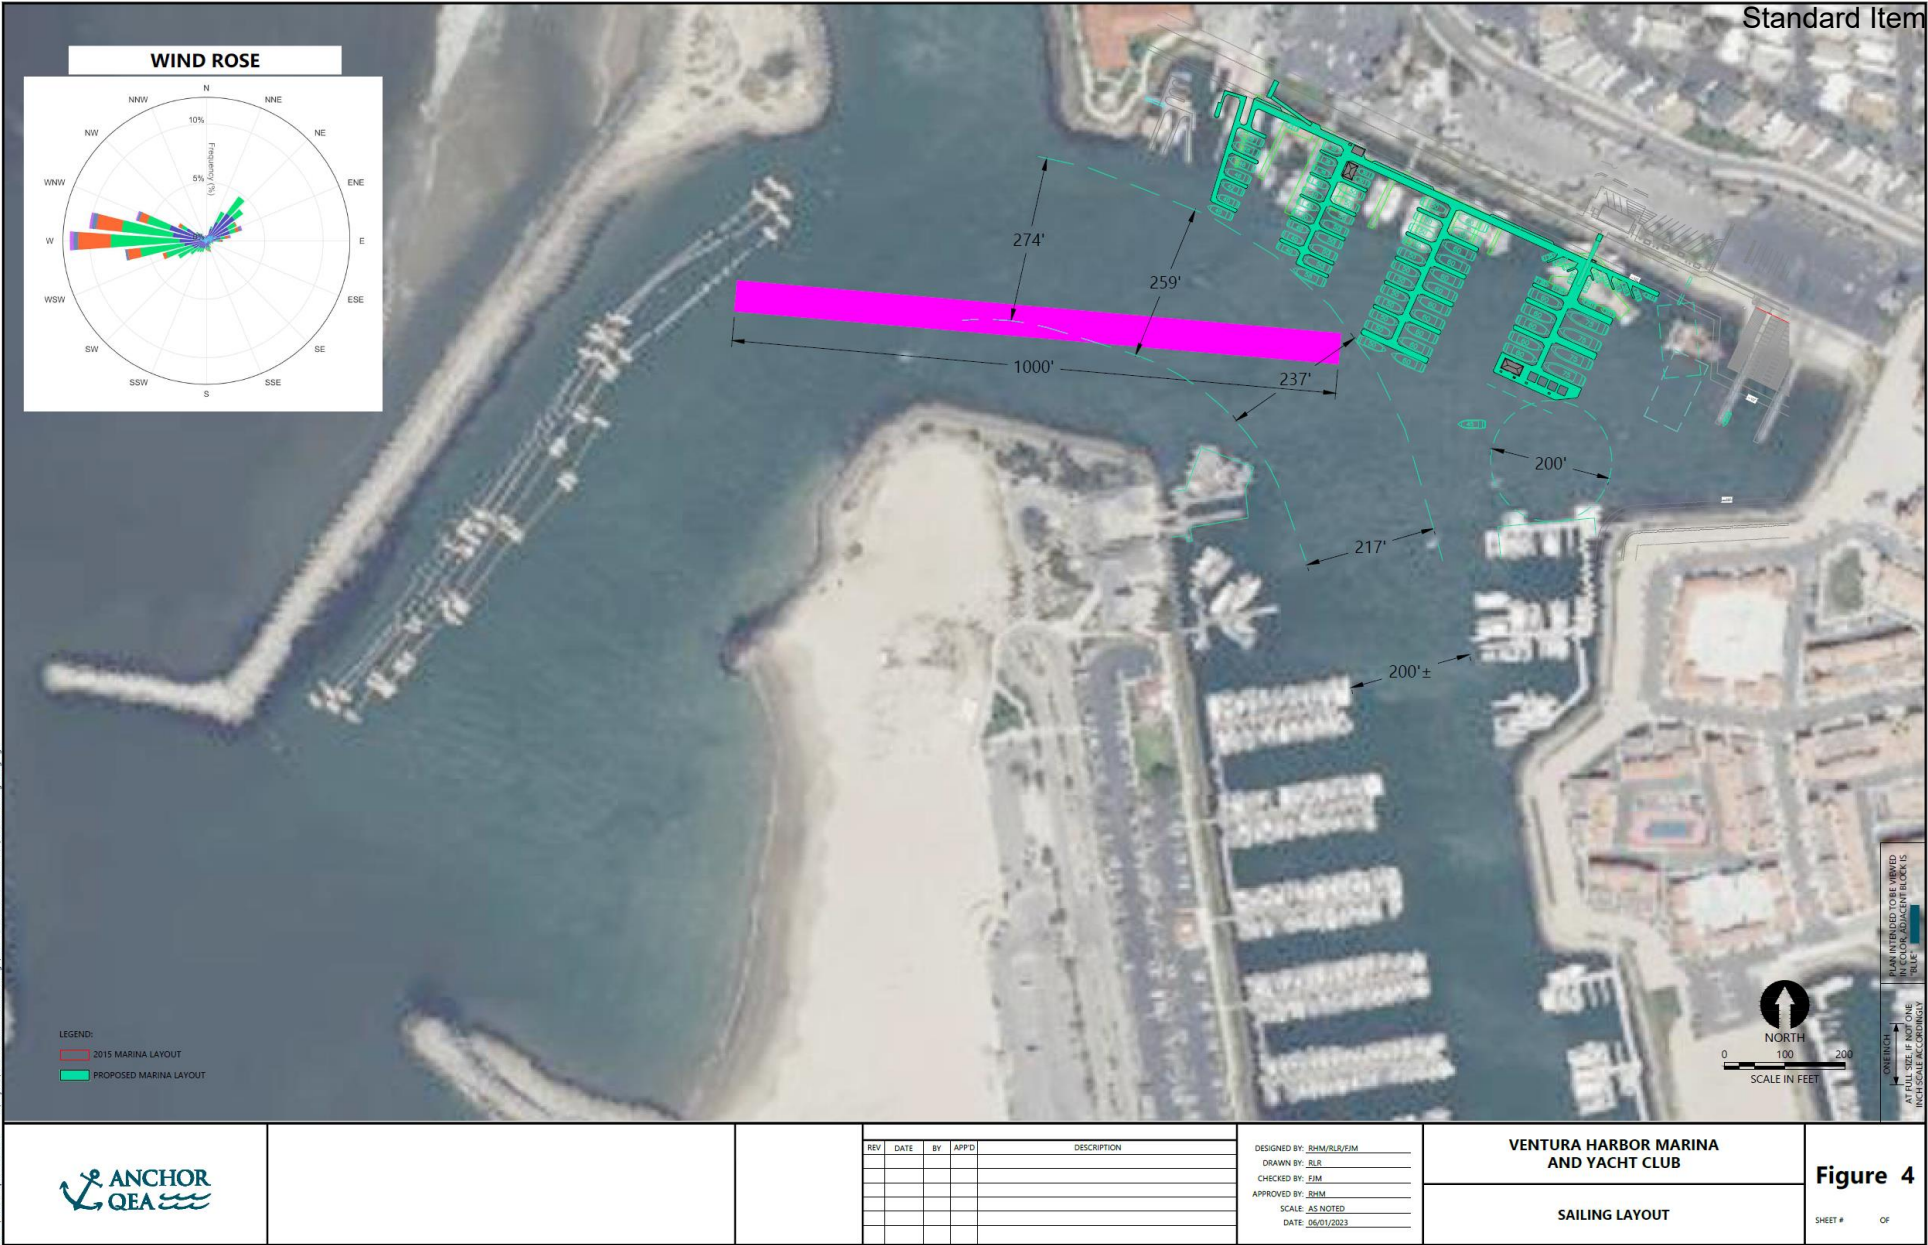 Standard Item
WIND ROSE
N
NNW
NNE
10%
NW
NE
Frequency (%)
5%
WNW
ENE
0%
W
E
WSW
ESE
SW
SE
SSW
SSE
S
274'
259'
1000'
237'
200'
217'
200'±
LEGEND:
2015 MARINA LAYOUT
PROPOSED MARINA LAYOUT
NORTH
0 100 200
SCALE IN FEET
PLAN INTENDED TO BE VIEWED
IN COLOR, ADJACENT BLOCK IS
"BLUE"
ONE INCH
AT FULL SIZE, IF NOT ONE
INCH SCALE ACCORDINGLY
ANCHOR
QEA
REV DATE BY APP'D DESCRIPTION
DESIGNED BY: RHM/RLR/FJM
DRAWN BY: RLR
CHECKED BY: FJM
APPROVED BY: RHM
SCALE: AS NOTED
DATE: 06/01/2023
VENTURA HARBOR MARINA
AND YACHT CLUB
SAILING LAYOUT
Figure 4
SHEET # OF